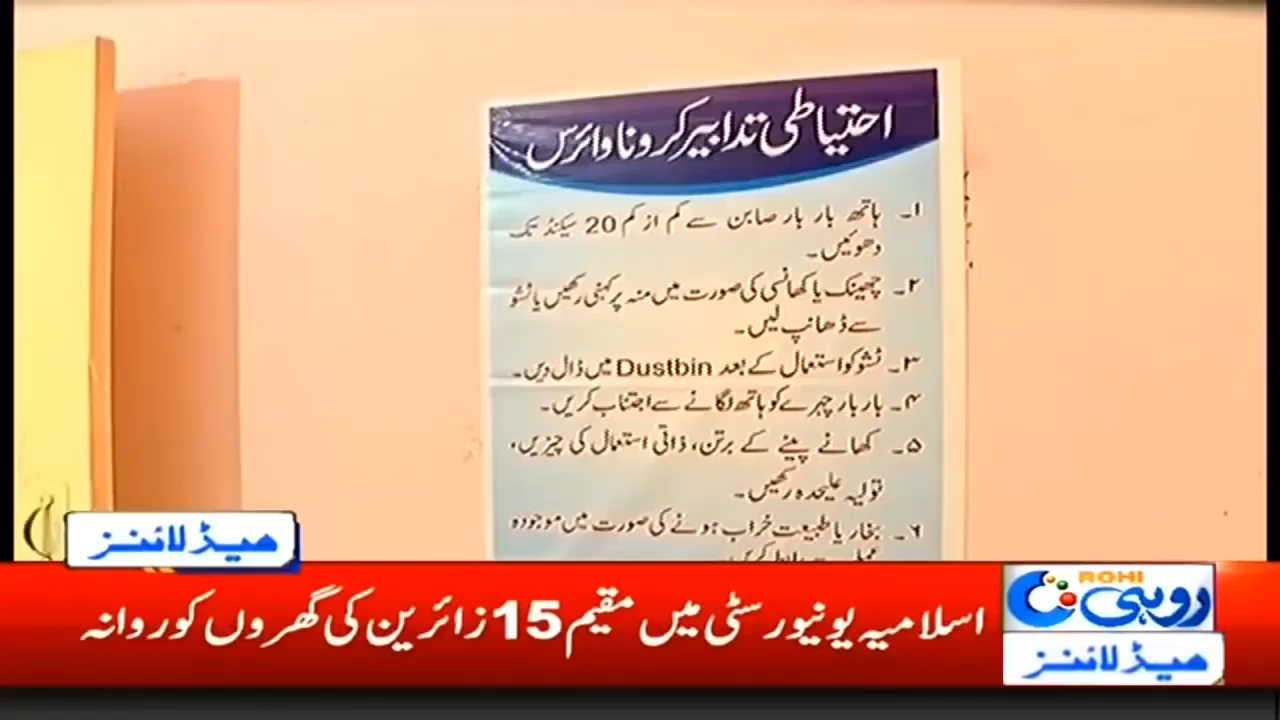 احتیاطی تدابیر کرونا وائرس
۱۔ ہاتھ بار بار صابن سے کم از کم 20 سیکنڈ تک
دھوئیں۔
۲۔ چھینک یا کھانسی کی صورت میں منہ پر کہنی رکھیں یا ٹشو
سے ڈھانپ لیں۔
۳۔ ٹشو کو استعمال کے بعد Dustbin میں ڈال دیں۔
۴۔ بار بار چہرے کو ہاتھ لگانے سے اجتناب کریں۔
۵۔ کھانے پینے کے برتن، ذاتی استعمال کی چیزیں،
تولیہ علیحدہ رکھیں۔
۶۔ بخار یا طبیعت خراب ہونے کی صورت میں موجودہ
ہیڈلائنز
ROHI
روہی
اسلامیہ یونیورسٹی میں مقیم 15 زائرین کی گھروں کو روانہ
ہیڈلائنز